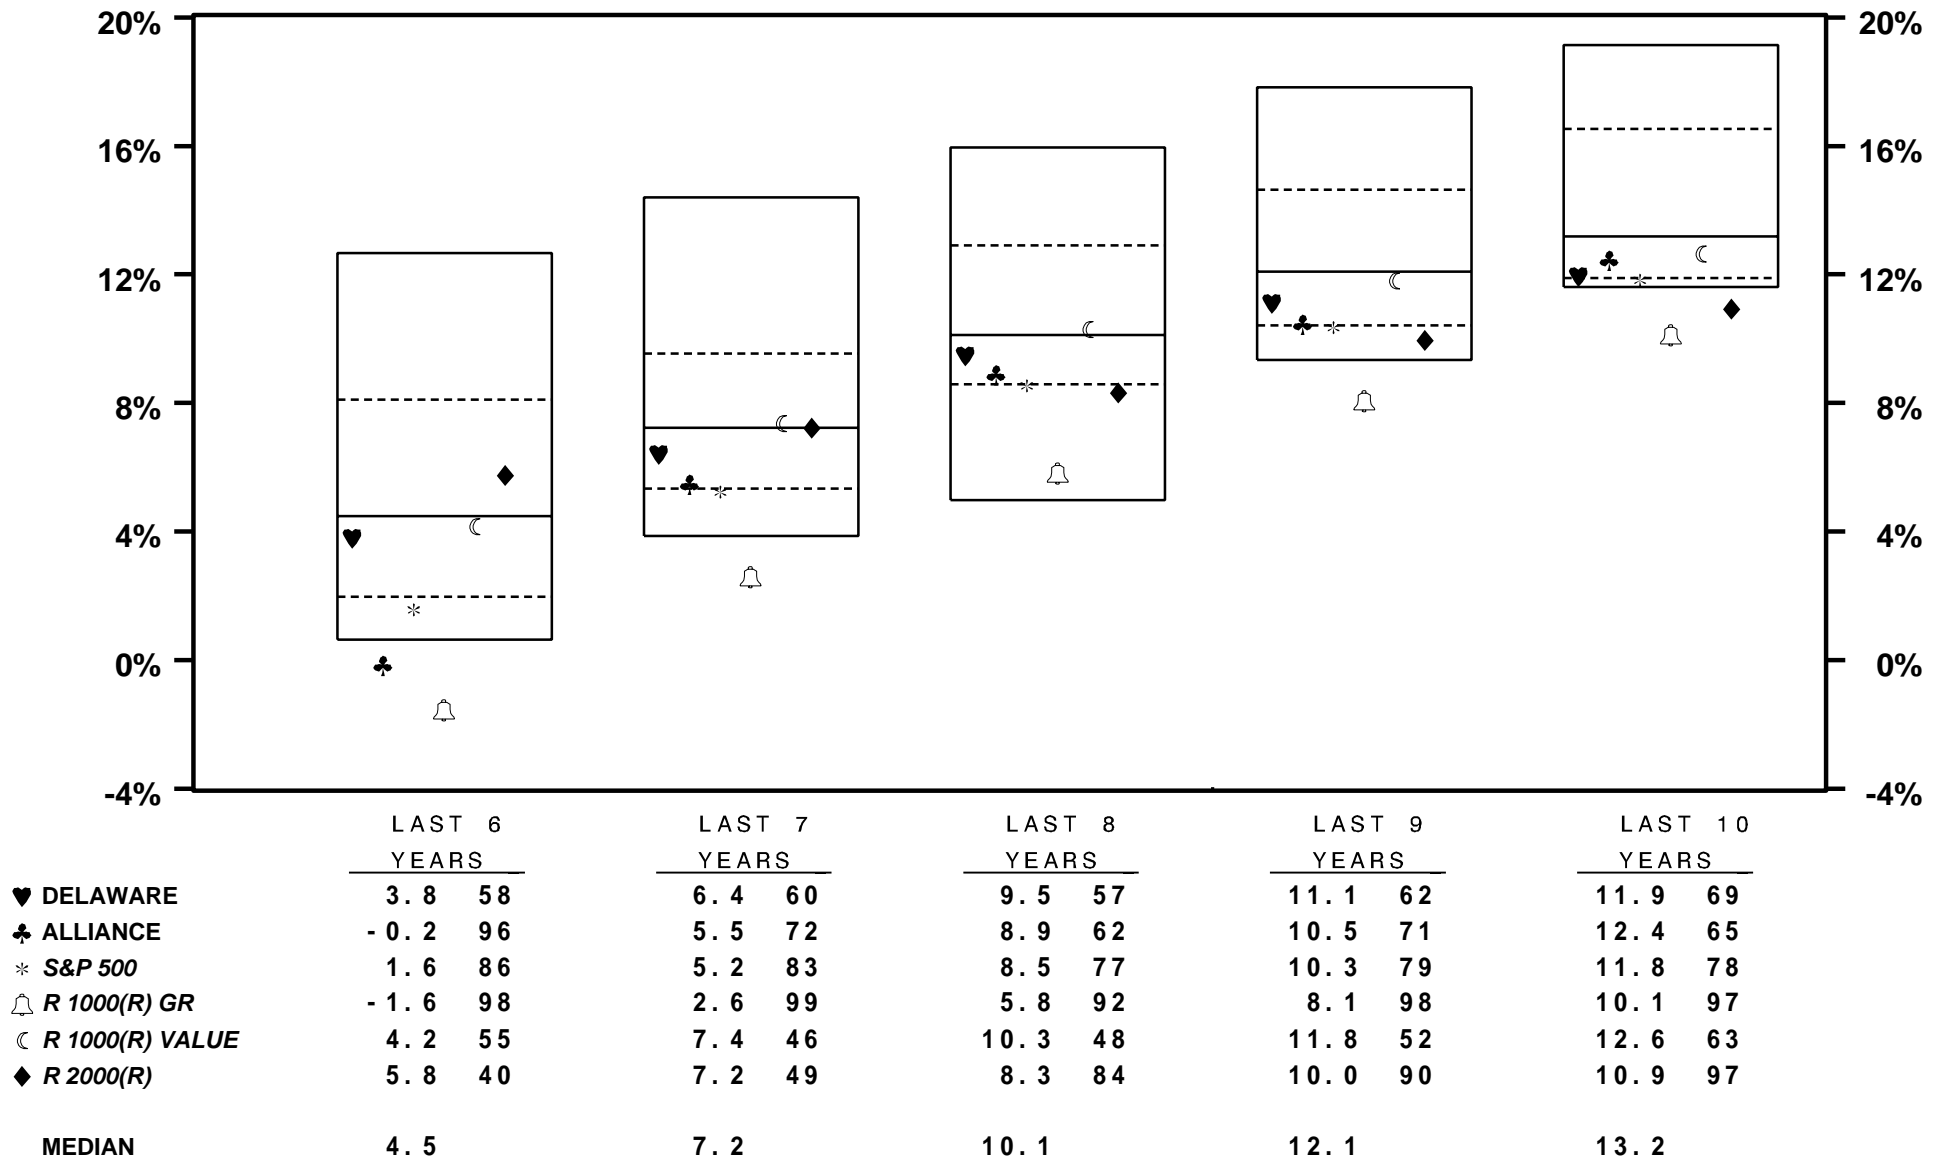 20% 20%
16% 16%
12% 12%
8% 8%
4% 4%
0% 0%
-4% -4%
LAST 6 LAST 7 LAST 8 LAST 9 LAST 10
YEARS YEARS YEARS YEARS YEARS
DELAWARE 3.8 58 6.4 60 9.5 57 11.1 62 11.9 69
ALLIANCE -0.2 96 5.5 72 8.9 62 10.5 71 12.4 65
S&P 500 1.6 86 5.2 83 8.5 77 10.3 79 11.8 78
R 1000(R) GR -1.6 98 2.6 99 5.8 92 8.1 98 10.1 97
R 1000(R) VALUE 4.2 55 7.4 46 10.3 48 11.8 52 12.6 63
R 2000(R) 5.8 40 7.2 49 8.3 84 10.0 90 10.9 97
MEDIAN 4.5 7.2 10.1 12.1 13.2